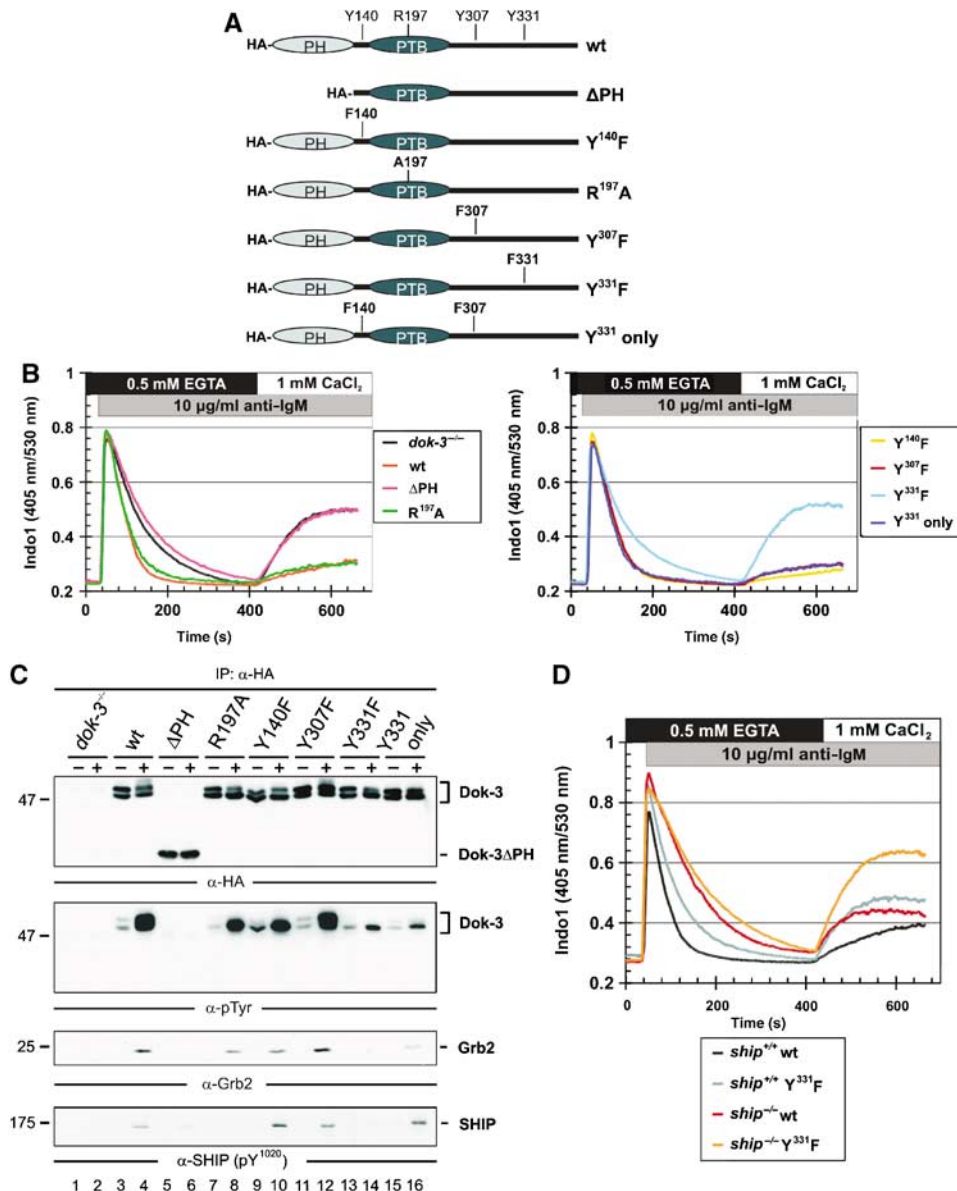 A
Y140 R197 Y307 Y331
HA- PH PTB wt
HA- PTB ΔPH
F140
HA- PH PTB Y¹⁴⁰F
A197
HA- PH PTB R¹⁹⁷A
F307
HA- PH PTB Y³⁰⁷F
F331
HA- PH PTB Y³³¹F
F140 F307
HA- PH PTB Y³³¹ only
B
0.5 mM EGTA 1 mM CaCl₂
10 µg/ml anti-IgM
Indo1 (405 nm/530 nm)
1
0.8
0.6
0.4
0.2
0 200 400 600
Time (s)
dok-3⁻/⁻
wt
ΔPH
R¹⁹⁷A
0.5 mM EGTA 1 mM CaCl₂
10 µg/ml anti-IgM
Indo1 (405 nm/530 nm)
1
0.8
0.6
0.4
0.2
0 200 400 600
Time (s)
Y¹⁴⁰F
Y³⁰⁷F
Y³³¹F
Y³³¹ only
C
IP: α-HA
dok-3⁻/⁻ wt ΔPH R197A Y140F Y307F Y331F Y331 only
– + – + – + – + – + – + – + – +
47 Dok-3
Dok-3ΔPH
α-HA
47 Dok-3
α-pTyr
25 Grb2
α-Grb2
175 SHIP
α-SHIP (pY¹⁰²⁰)
1 2 3 4 5 6 7 8 9 10 11 12 13 14 15 16
D
0.5 mM EGTA 1 mM CaCl₂
10 µg/ml anti-IgM
Indo1 (405 nm/530 nm)
1
0.8
0.6
0.4
0.2
0 200 400 600
Time (s)
ship⁺/⁺ wt
ship⁺/⁺ Y³³¹F
ship⁻/⁻ wt
ship⁻/⁻ Y³³¹F